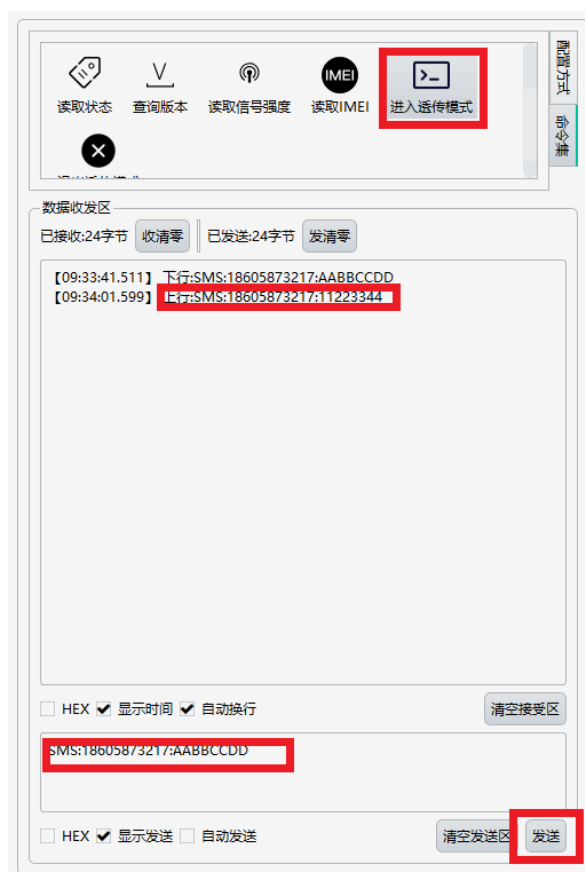 配置方式
命令集
V
IMEI
>_
读取状态 查询版本 读取信号强度 读取IMEI 进入透传模式
数据收发区
已接收:24字节 收清零 已发送:24字节 发清零
【09:33:41.511】 下行:SMS:18605873217:AABBCCDD
【09:34:01.599】 上行:SMS:18605873217:11223344
HEX 显示时间 自动换行 清空接受区
SMS:18605873217:AABBCCDD
HEX 显示发送 自动发送 清空发送区 发送